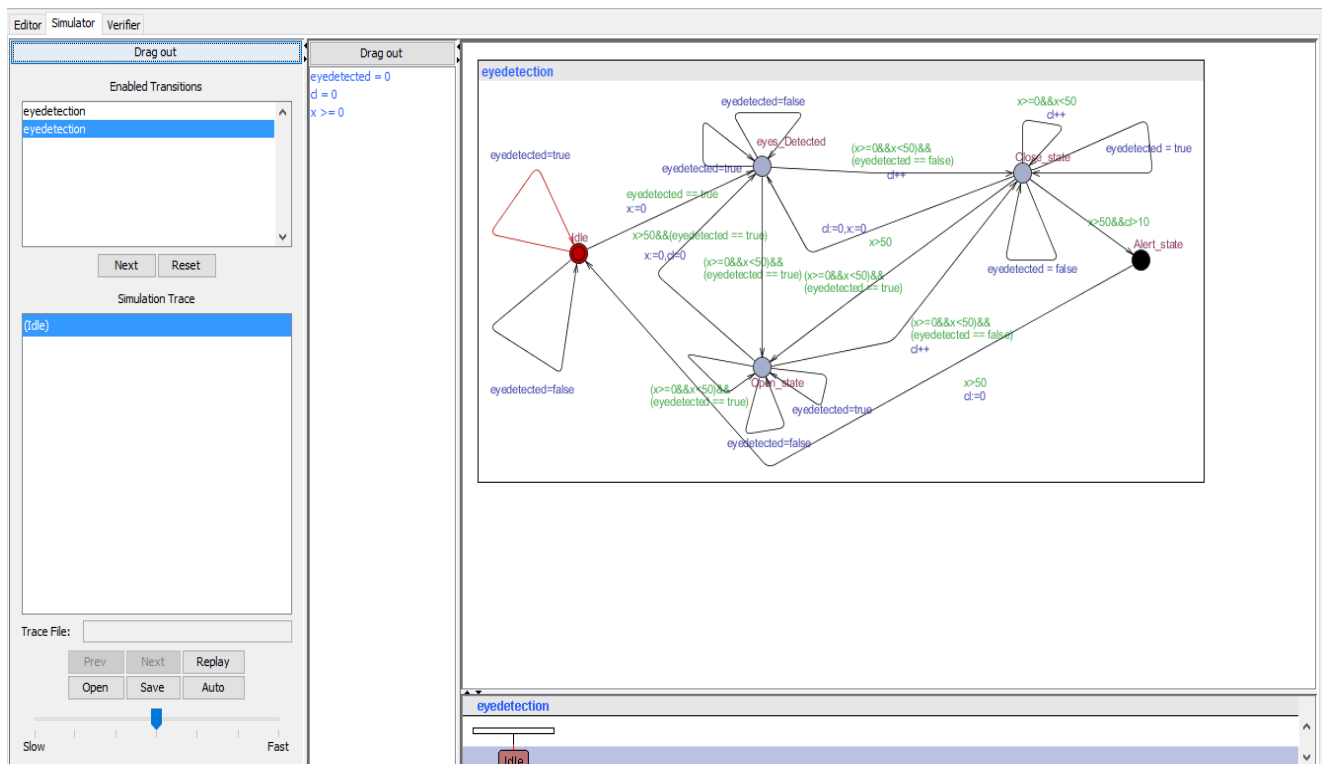 Editor Simulator Verifier
Drag out
Enabled Transitions
eyedetection
eyedetection
Next Reset
Simulation Trace
(Idle)
Trace File:
Prev Next Replay
Open Save Auto
Slow Fast
Drag out
eyedetected = 0
cl = 0
x >= 0
eyedetection
eyedetected=false
x>=0&&x<50
cl++
eyes_Detected
eyedetected=true
(x>=0&&x<50)&&
(eyedetected == false)
cl++
Close_state
eyedetected = true
eyedetected=true
eyedetected == true
x:=0
cl:=0,x:=0
x>50
x>50&&cl>10
Idle
x>50&&(eyedetected == true)
x:=0,cl=0
Alert_state
(x>=0&&x<50)&&
(eyedetected == true)
(x>=0&&x<50)&&
(eyedetected == true)
eyedetected = false
(x>=0&&x<50)&&
(eyedetected == false)
cl++
eyedetected=false
(x>=0&&x<50)&&
(eyedetected == true)
Open_state
eyedetected=true
eyedetected=false
x>50
cl:=0
eyedetection
Idle